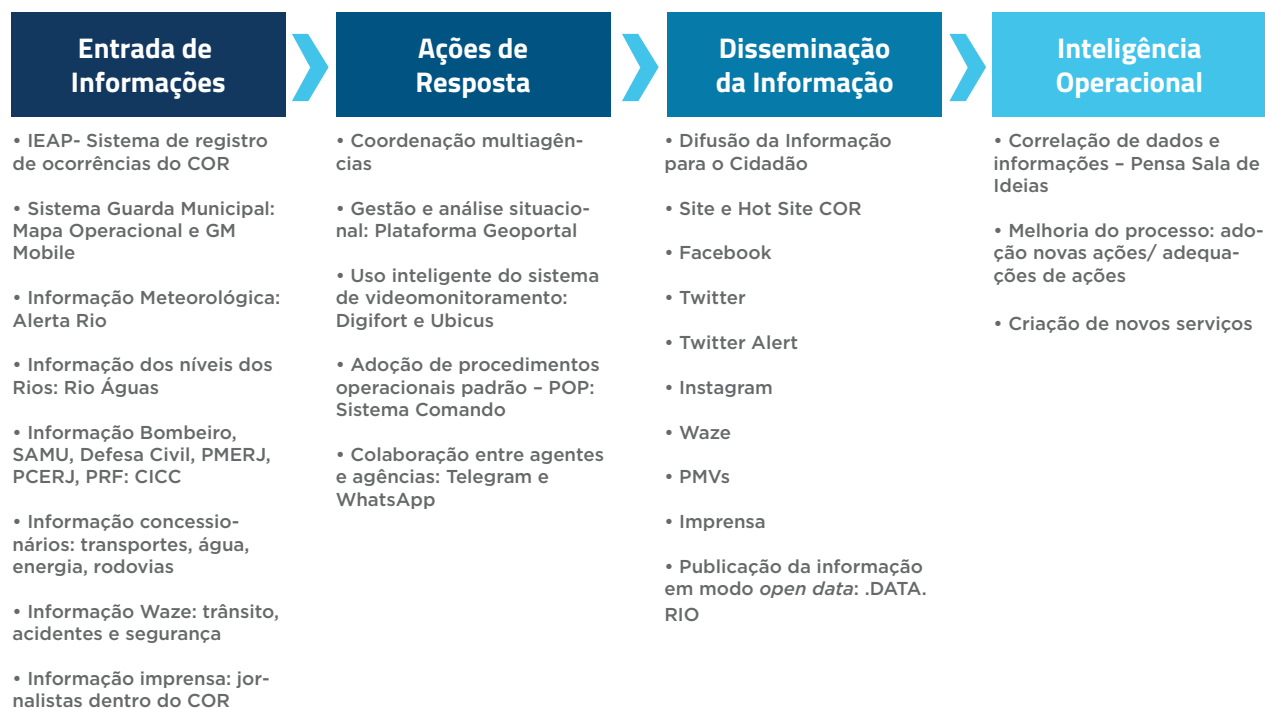 Entrada de
Informações
• IEAP- Sistema de registro
de ocorrências do COR
• Sistema Guarda Municipal:
Mapa Operacional e GM
Mobile
• Informação Meteorológica:
Alerta Rio
• Informação dos níveis dos
Rios: Rio Águas
• Informação Bombeiro,
SAMU, Defesa Civil, PMERJ,
PCERJ, PRF: CICC
• Informação concessio-
nários: transportes, água,
energia, rodovias
• Informação Waze: trânsito,
acidentes e segurança
• Informação imprensa: jor-
nalistas dentro do COR
Ações de
Resposta
• Coordenação multiagên-
cias
• Gestão e análise situacio-
nal: Plataforma Geoportal
• Uso inteligente do sistema
de videomonitoramento:
Digifort e Ubicus
• Adoção de procedimentos
operacionais padrão – POP:
Sistema Comando
• Colaboração entre agentes
e agências: Telegram e
WhatsApp
Disseminação
da Informação
• Difusão da Informação
para o Cidadão
• Site e Hot Site COR
• Facebook
• Twitter
• Twitter Alert
• Instagram
• Waze
• PMVs
• Imprensa
• Publicação da informação
em modo open data: .DATA.
RIO
Inteligência
Operacional
• Correlação de dados e
informações – Pensa Sala de
Ideias
• Melhoria do processo: ado-
ção novas ações/ adequa-
ções de ações
• Criação de novos serviços